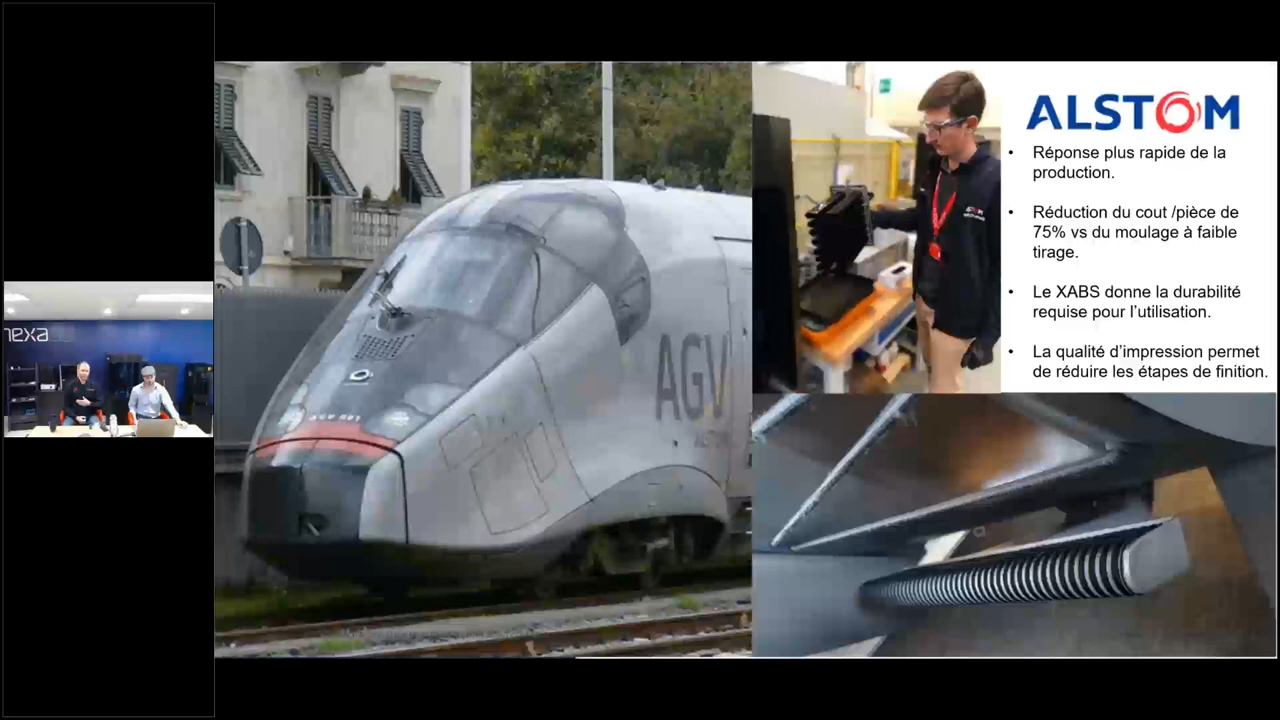 nexa
AGV
ALSTOM
• Réponse plus rapide de la
production.
• Réduction du cout /pièce de
75% vs du moulage à faible
tirage.
• Le XABS donne la durabilité
requise pour l’utilisation.
• La qualité d’impression permet
de réduire les étapes de finition.